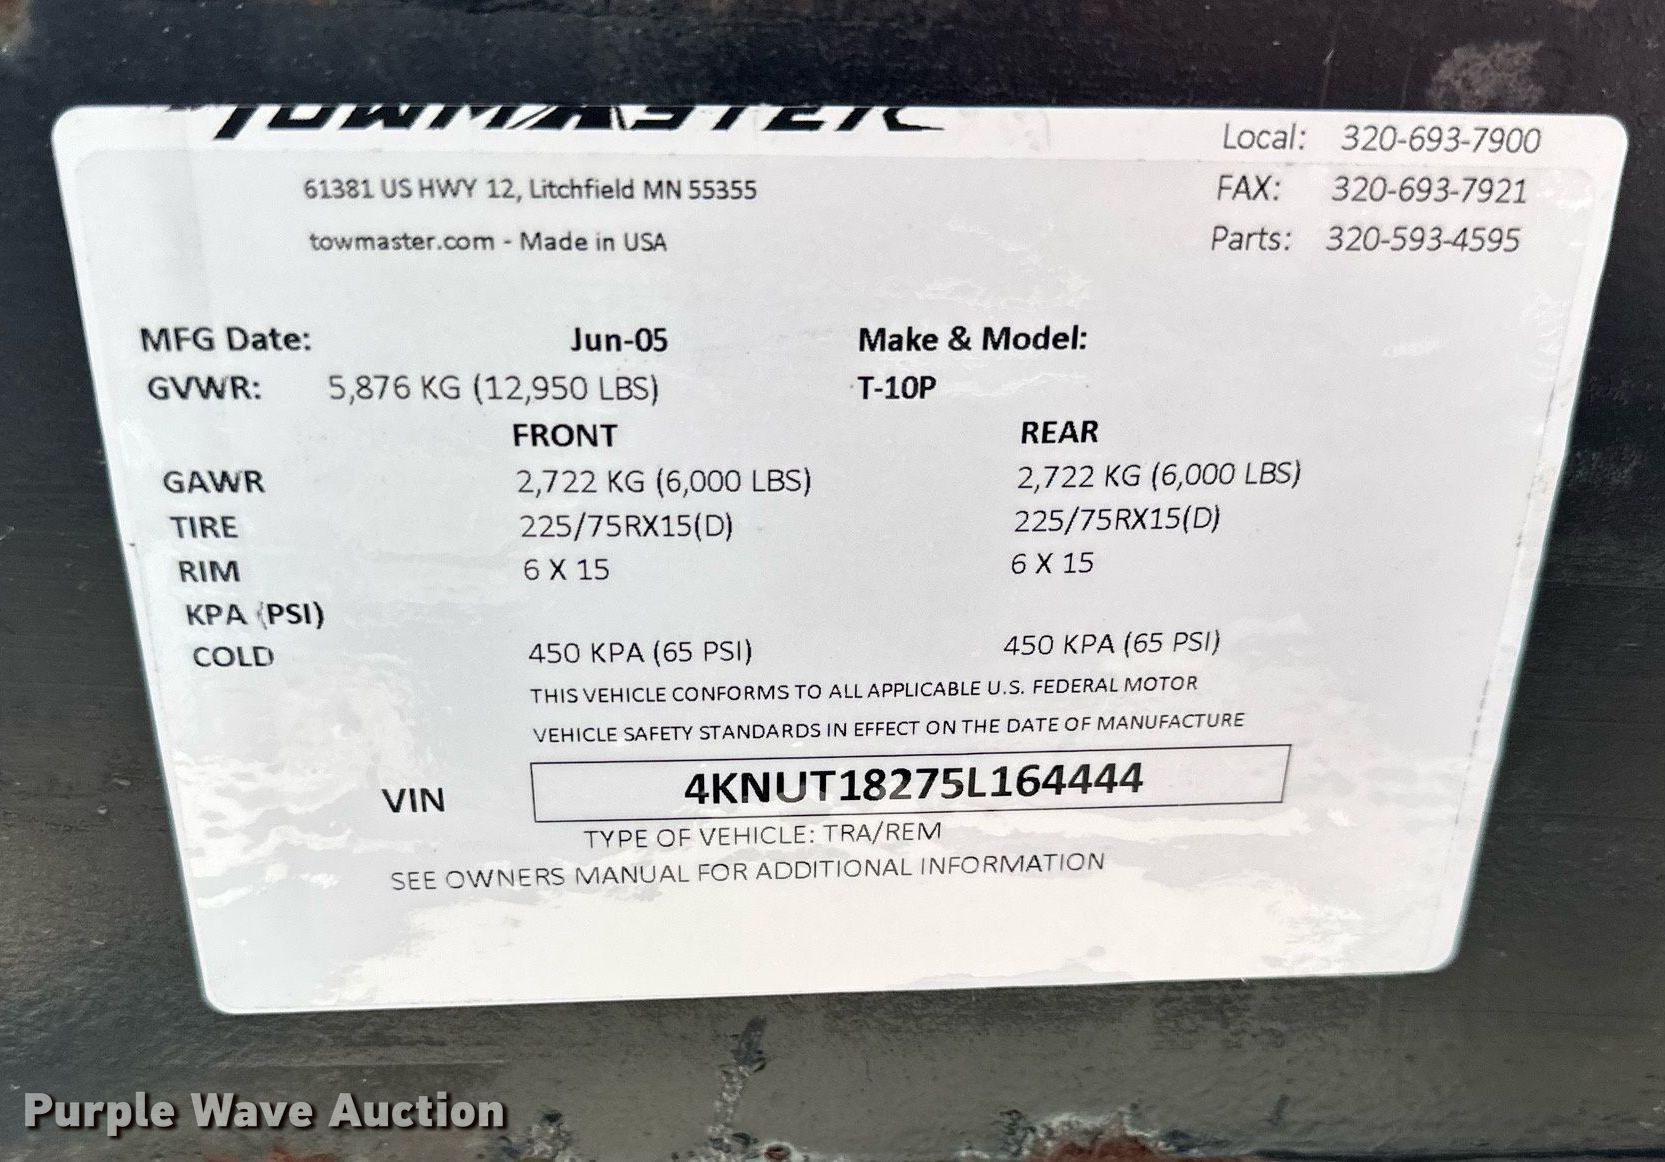 TOWMASTER
Local: 320-693-7900
61381 US HWY 12, Litchfield MN 55355
FAX: 320-693-7921
towmaster.com - Made in USA
Parts: 320-593-4595
MFG Date: Jun-05 Make & Model:
GVWR: 5,876 KG (12,950 LBS) T-10P
FRONT REAR
GAWR 2,722 KG (6,000 LBS) 2,722 KG (6,000 LBS)
TIRE 225/75RX15(D) 225/75RX15(D)
RIM 6 X 15 6 X 15
KPA (PSI)
COLD 450 KPA (65 PSI) 450 KPA (65 PSI)
THIS VEHICLE CONFORMS TO ALL APPLICABLE U.S. FEDERAL MOTOR
VEHICLE SAFETY STANDARDS IN EFFECT ON THE DATE OF MANUFACTURE
VIN 4KNUT18275L164444
TYPE OF VEHICLE: TRA/REM
SEE OWNERS MANUAL FOR ADDITIONAL INFORMATION
Purple Wave Auction